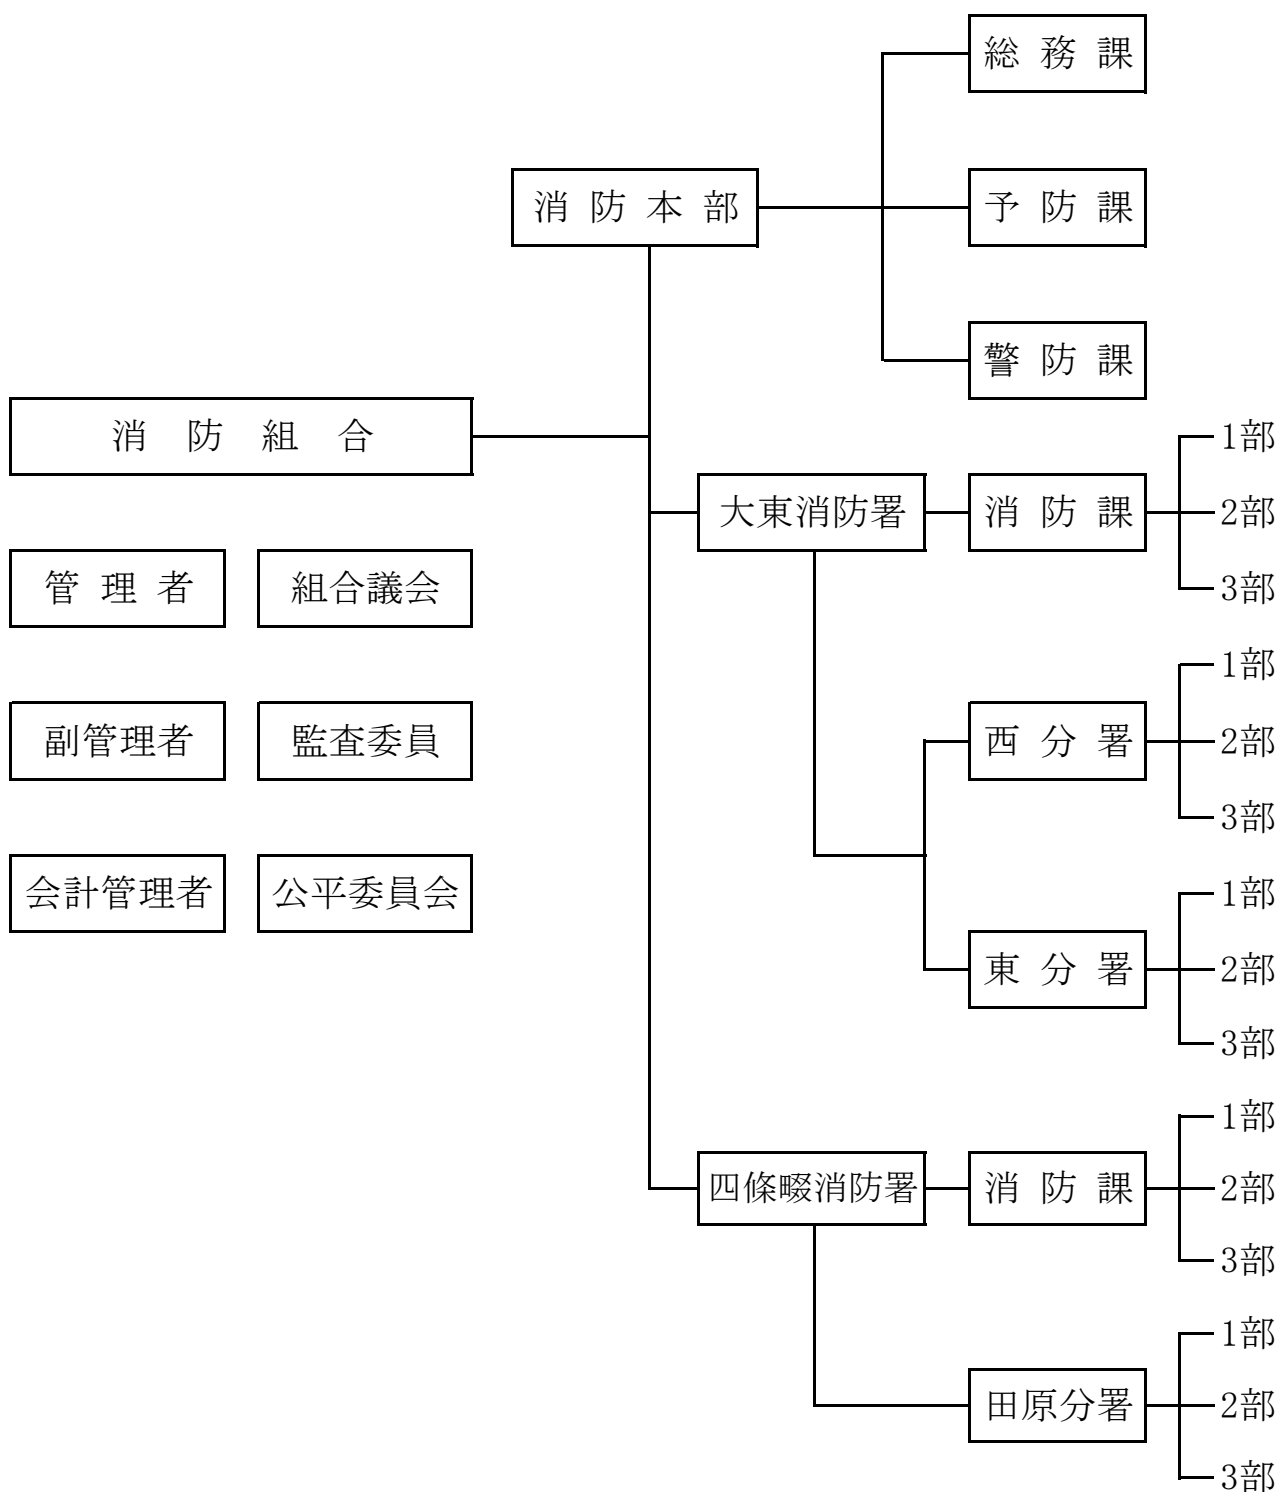 総務課
消防本部
予防課
警防課
消防組合
管理者
組合議会
副管理者
監査委員
会計管理者
公平委員会
大東消防署
消防課
1部
2部
3部
西分署
1部
2部
3部
東分署
1部
2部
3部
四條畷消防署
消防課
1部
2部
3部
田原分署
1部
2部
3部